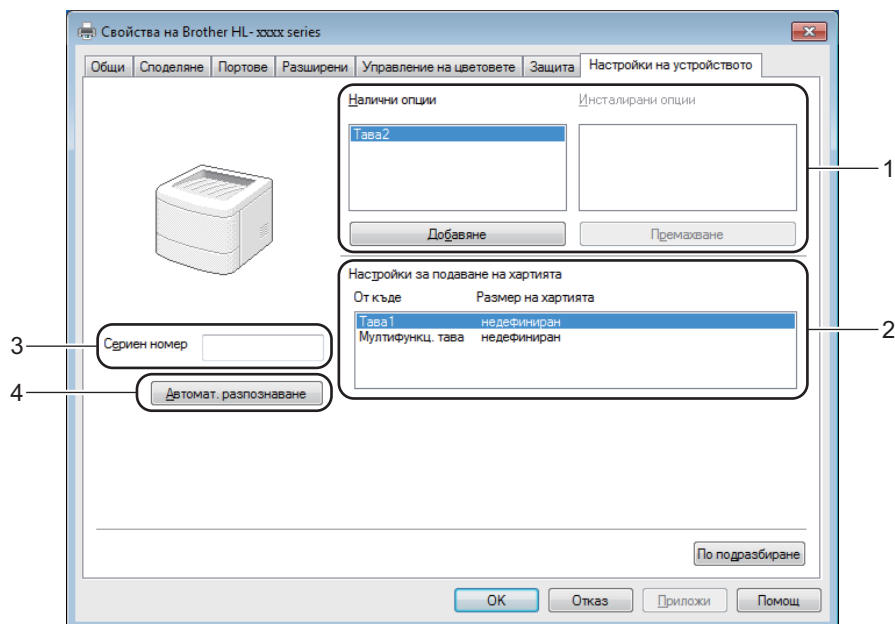 Свойства на Brother HL- xxxx series
Общи Споделяне Портове Разширени Управление на цветовете Защита Настройки на устройството
Налични опции Инсталирани опции
Тава2
1
Добавяне Премахване
Настройки за подаване на хартията
От къде Размер на хартията
Тава1 недефиниран
Мултифункц. тава недефиниран
2
3
Сериен номер
4
Автомат. разпознаване
По подразбиране
OK Отказ Приложи Помощ